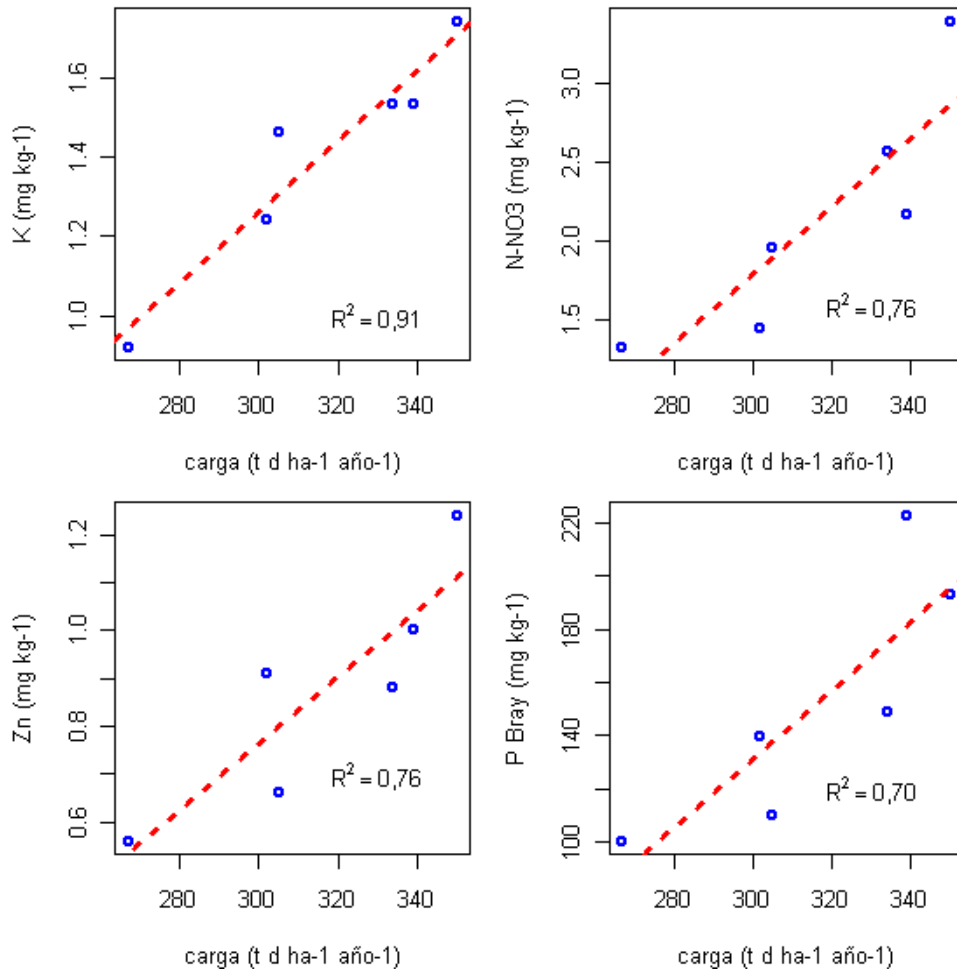 K (mg kg-1)
1.0 1.2 1.4 1.6
R² = 0,91
280 300 320 340
carga (t d ha-1 año-1)
N-NO3 (mg kg-1)
1.5 2.0 2.5 3.0
R² = 0,76
280 300 320 340
carga (t d ha-1 año-1)
Zn (mg kg-1)
0.6 0.8 1.0 1.2
R² = 0,76
280 300 320 340
carga (t d ha-1 año-1)
P Bray (mg kg-1)
100 140 180 220
R² = 0,70
280 300 320 340
carga (t d ha-1 año-1)